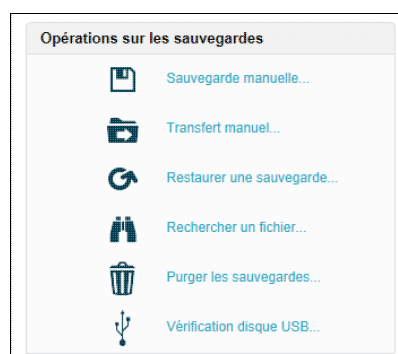 Opérations sur les sauvegardes
Sauvegarde manuelle...
Transfert manuel...
Restaurer une sauvegarde...
Rechercher un fichier...
Purger les sauvegardes...
Vérification disque USB...